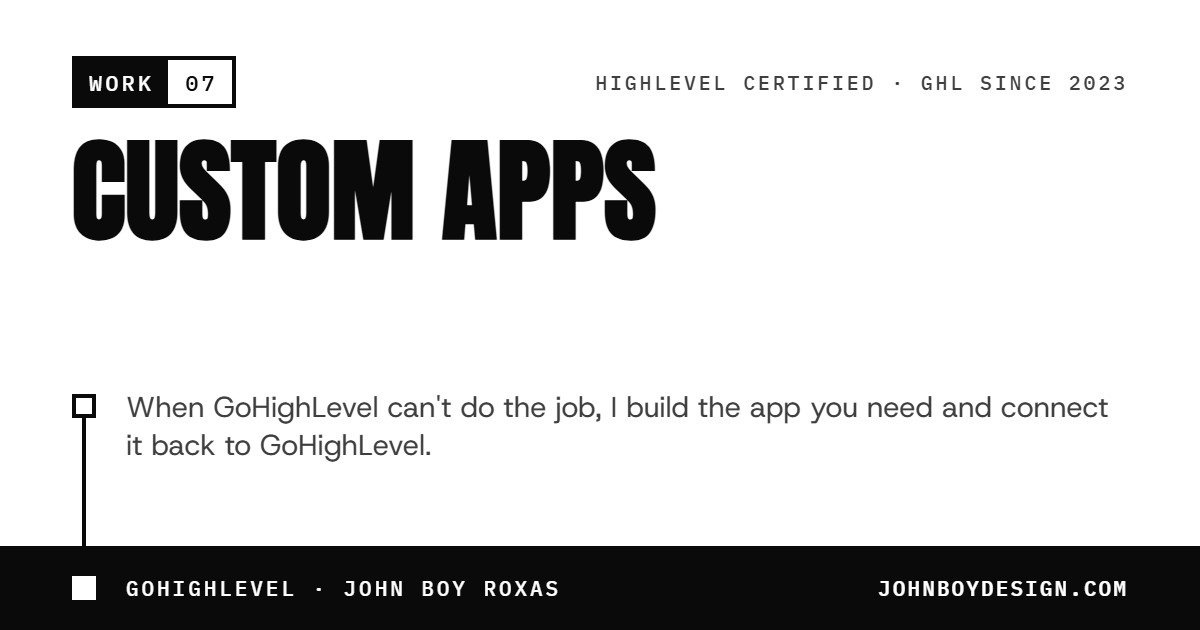 WORK 07
HIGHLEVEL CERTIFIED · GHL SINCE 2023
CUSTOM APPS
When GoHighLevel can't do the job, I build the app you need and connect
it back to GoHighLevel.
GOHIGHLEVEL · JOHN BOY ROXAS
JOHNBOYDESIGN.COM